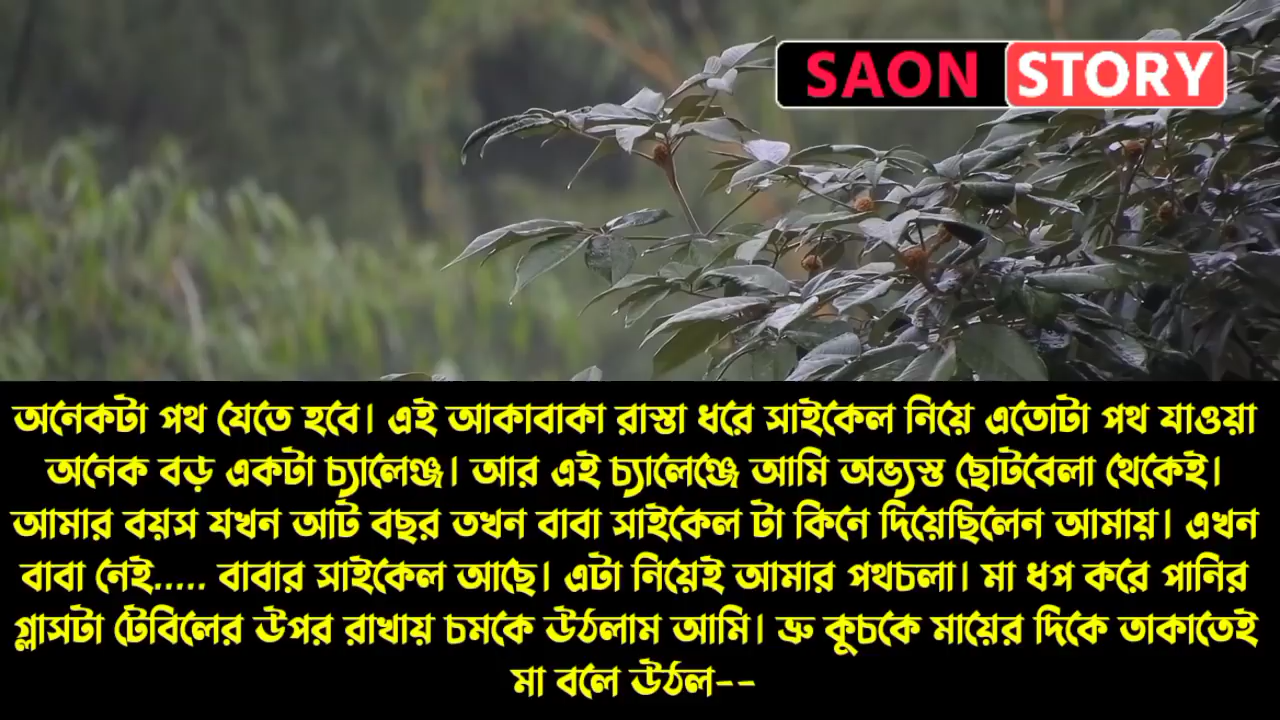 SAON STORY
অনেকটা পথ যেতে হবে। এই আকাবাকা রাস্তা ধরে সাইকেল নিয়ে এতোটা পথ যাওয়া
অনেক বড় একটা চ্যালেঞ্জ। আর এই চ্যালেঞ্জে আমি অভ্যস্ত ছোটবেলা থেকেই।
আমার বয়স যখন আট বছর তখন বাবা সাইকেল টা কিনে দিয়েছিলেন আমায়। এখন
বাবা নেই..... বাবার সাইকেল আছে। এটা নিয়েই আমার পথচলা। মা ধপ করে পানির
গ্লাসটা টেবিলের উপর রাখায় চমকে উঠলাম আমি। ভ্রু কুচকে মায়ের দিকে তাকাতেই
মা বলে উঠল--